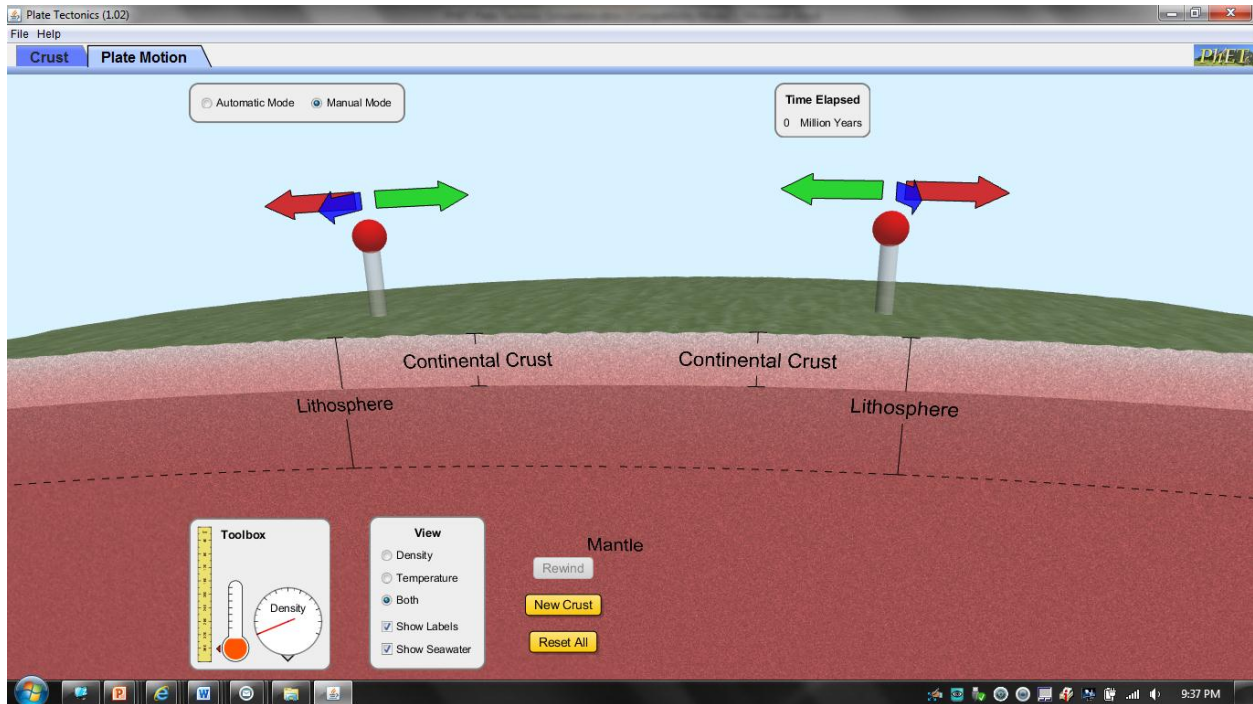 Plate Tectonics (1.02)
File Help
Crust Plate Motion
PhET
Automatic Mode Manual Mode
Time Elapsed
0 Million Years
Continental Crust Continental Crust
Lithosphere Lithosphere
Mantle
Toolbox
Density
View
Density
Temperature
Both
Show Labels
Show Seawater
Rewind
New Crust
Reset All
9:37 PM